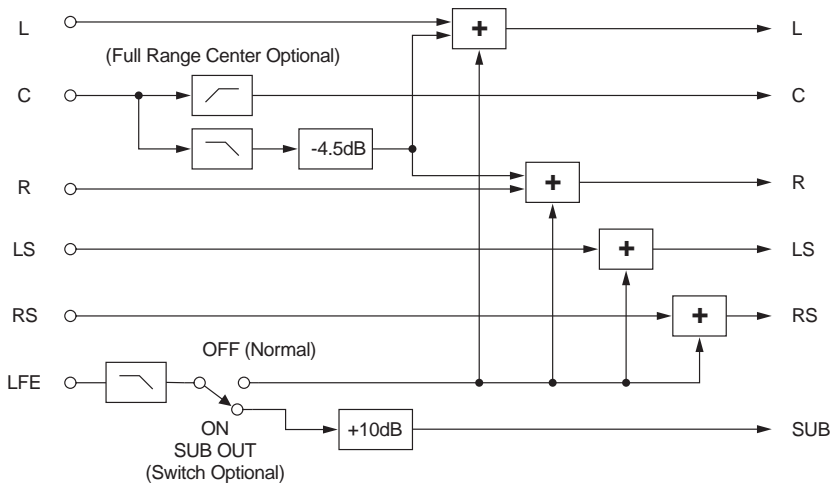 L
+
L
(Full Range Center Optional)
C
C
-4.5dB
R
+
R
LS
+
LS
RS
+
RS
OFF (Normal)
LFE
ON
SUB OUT
(Switch Optional)
+10dB
SUB